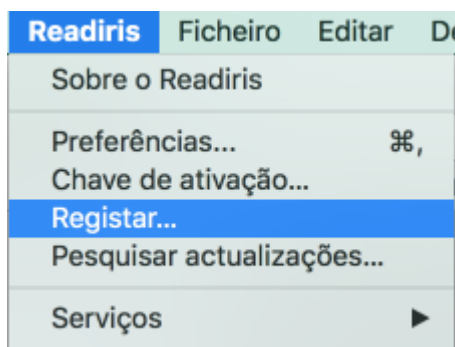 Readiris Ficheiro Editar
Sobre o Readiris
Preferências... ⌘,
Chave de ativação...
Registar...
Pesquisar actualizações...
Serviços ▶